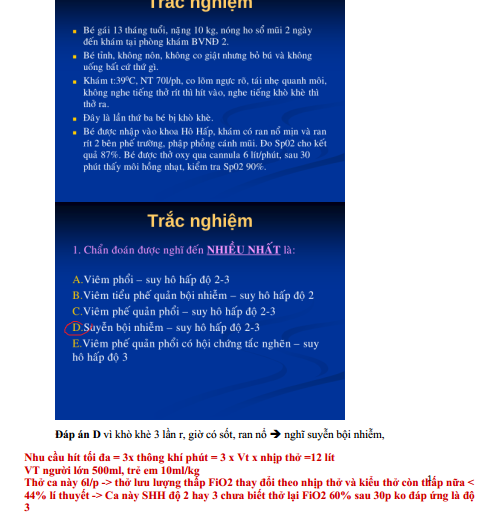 Trắc nghiệm
Bé gái 13 tháng tuổi, nặng 10 kg, nóng ho sổ mũi 2 ngày
đến khám tại phòng khám BVNĐ 2.
Bé tỉnh, không nôn, không co giật nhưng bỏ bú và không
uống bất cứ thứ gì.
Khám t:39⁰C, NT 70l/ph, co lõm ngực rõ, tái nhẹ quanh môi,
không nghe tiếng thở rít thì hít vào, nghe tiếng khò khè thì
thở ra.
Đây là lần thứ ba bé bị khò khè.
Bé được nhập vào khoa Hô Hấp, khám có ran nổ mịn và ran
rít 2 bên phế trường, phập phồng cánh mũi. Đo Sp02 cho kết
quả 87%. Bé được thở oxy qua cannula 6 lít/phút, sau 30
phút thấy môi hồng nhạt, kiểm tra Sp02 90%.
Trắc nghiệm
1. Chẩn đoán được nghĩ đến NHIỀU NHẤT là:
A.Viêm phổi – suy hô hấp độ 2-3
B.Viêm tiểu phế quản bội nhiễm – suy hô hấp độ 2
C.Viêm phế quản phổi – suy hô hấp độ 2-3
D.Suyễn bội nhiễm – suy hô hấp độ 2-3
E.Viêm phế quản phổi có hội chứng tắc nghẽn – suy
hô hấp độ 3
Đáp án D vì khò khè 3 lần r, giờ có sốt, ran nổ ➔ nghĩ suyễn bội nhiễm,
Nhu cầu hít tối đa = 3x thông khí phút = 3 x Vt x nhịp thở =12 lít
VT người lớn 500ml, trẻ em 10ml/kg
Thở ca này 6l/p -> thở lưu lượng thấp FiO2 thay đổi theo nhịp thở và kiểu thở còn thấp nữa <
44% lí thuyết -> Ca này SHH độ 2 hay 3 chưa biết thở lại FiO2 60% sau 30p ko đáp ứng là độ
3